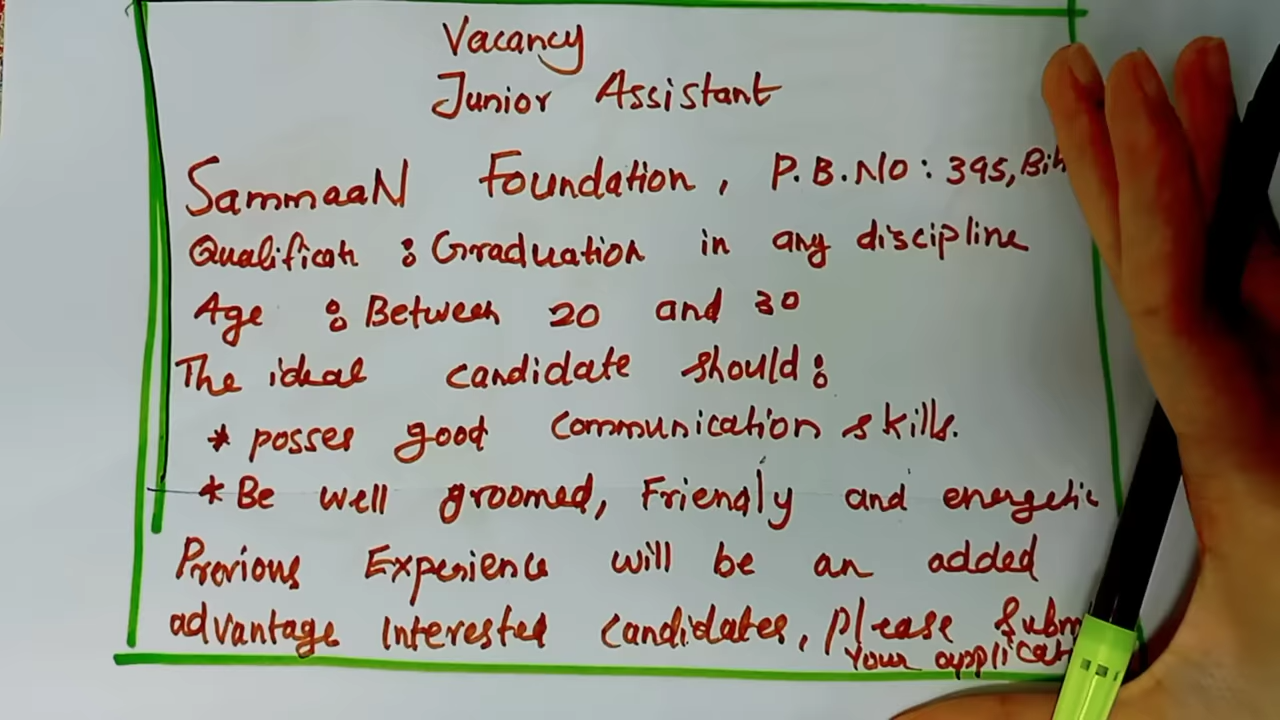 Vacancy
Junior Assistant
SammaaN Foundation, P.B.No: 395,
Qualificatn : Graduation in any discipline
Age : Between 20 and 30
The ideal candidate should:
* posses good communication skills.
* Be well groomed, Friendly and energetic
Previous Experience will be an added
advantage Interested candidates, Please
Your